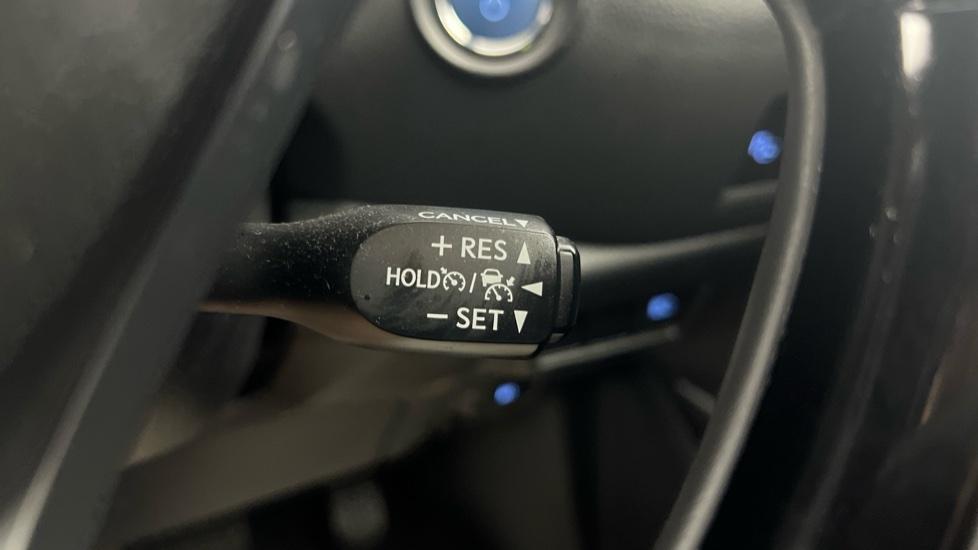 CANCEL▼
+ RES ▲
HOLD / ◀
− SET ▼